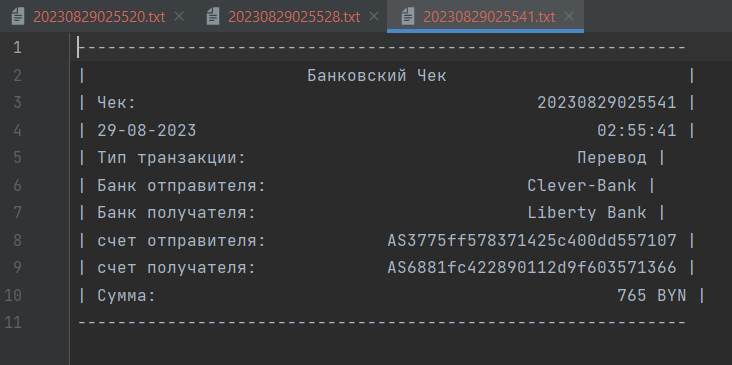 20230829025520.txt 20230829025528.txt 20230829025541.txt
1 -------------------------------------------------------------
2 | Банковский Чек |
3 | Чек: 20230829025541 |
4 | 29-08-2023 02:55:41 |
5 | Тип транзакции: Перевод |
6 | Банк отправителя: Clever-Bank |
7 | Банк получателя: Liberty Bank |
8 | счет отправителя: AS3775ff578371425c400dd557107 |
9 | счет получателя: AS6881fc422890112d9f603571366 |
10 | Сумма: 765 BYN |
11 -------------------------------------------------------------